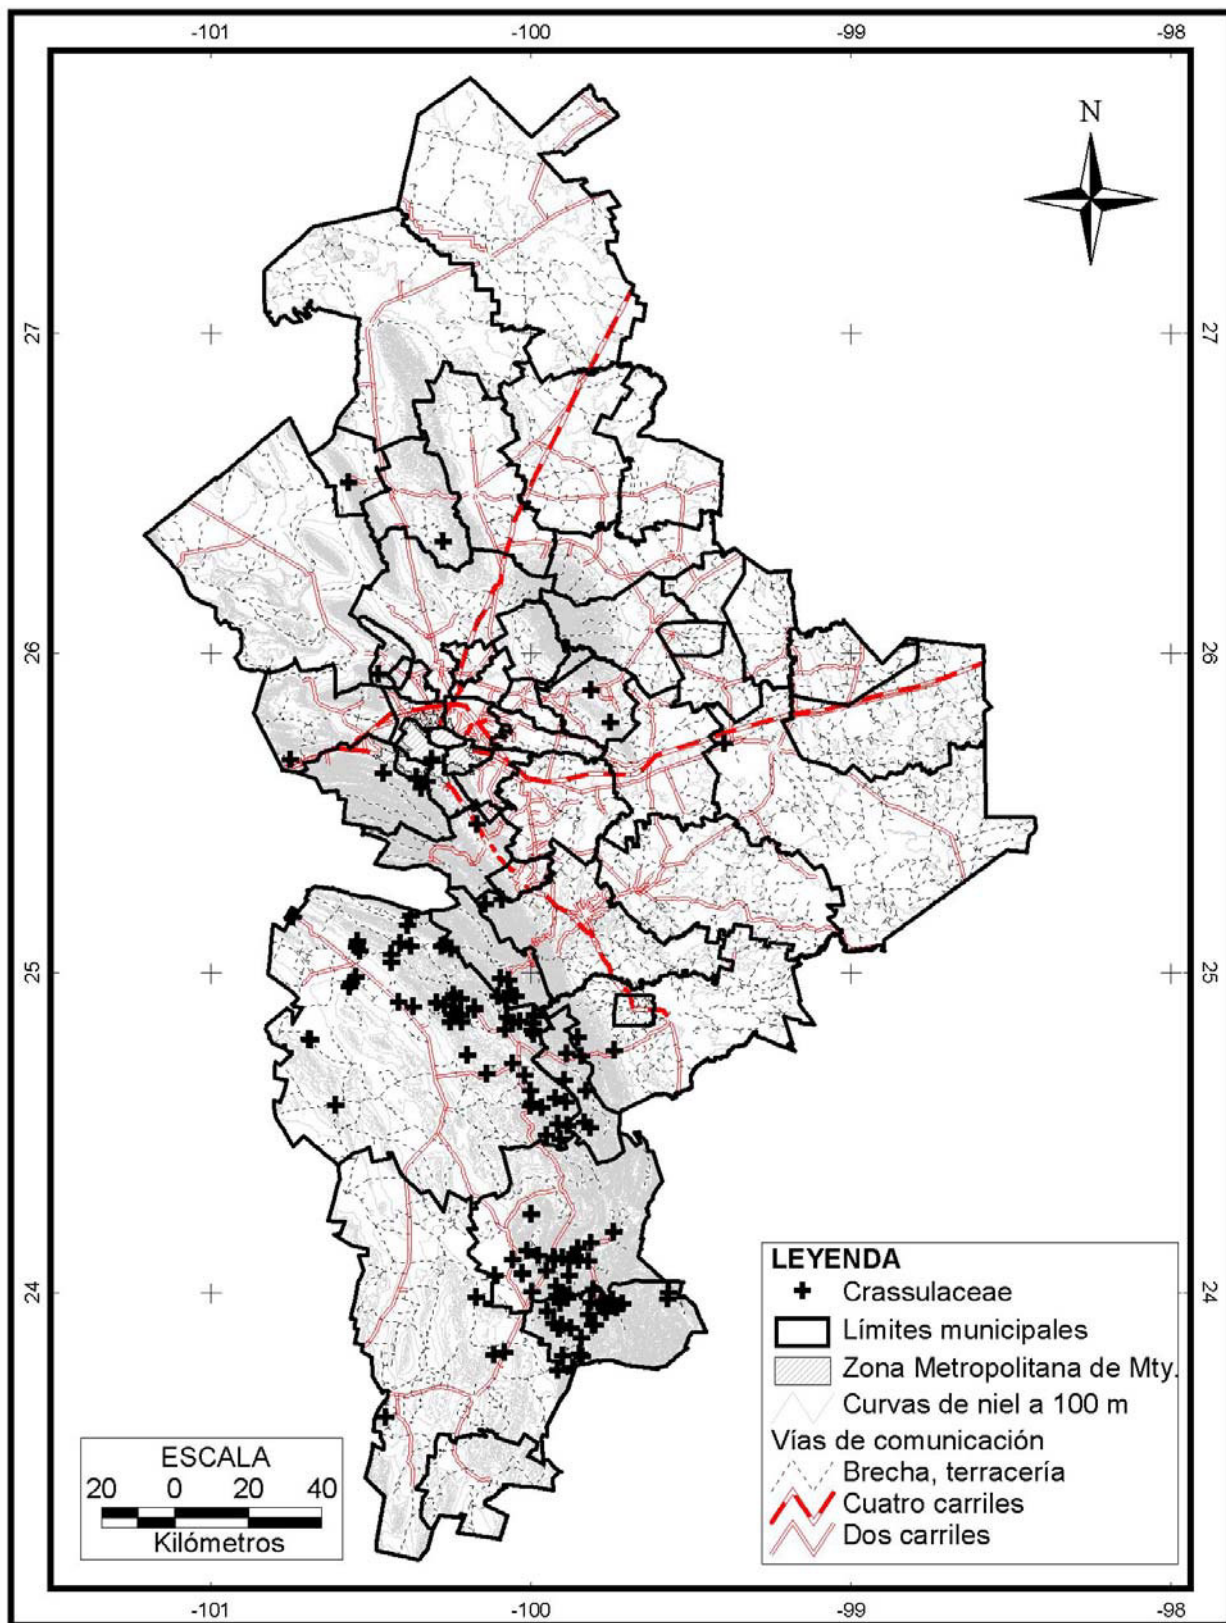 -101 -100 -99 -98
N
27 27
26 26
25 25
24 24
LEYENDA
Crassulaceae
Límites municipales
Zona Metropolitana de Mty.
Curvas de niel a 100 m
Vías de comunicación
Brecha, terracería
Cuatro carriles
Dos carriles
ESCALA
20 0 20 40
Kilómetros
-101 -100 -99 -98